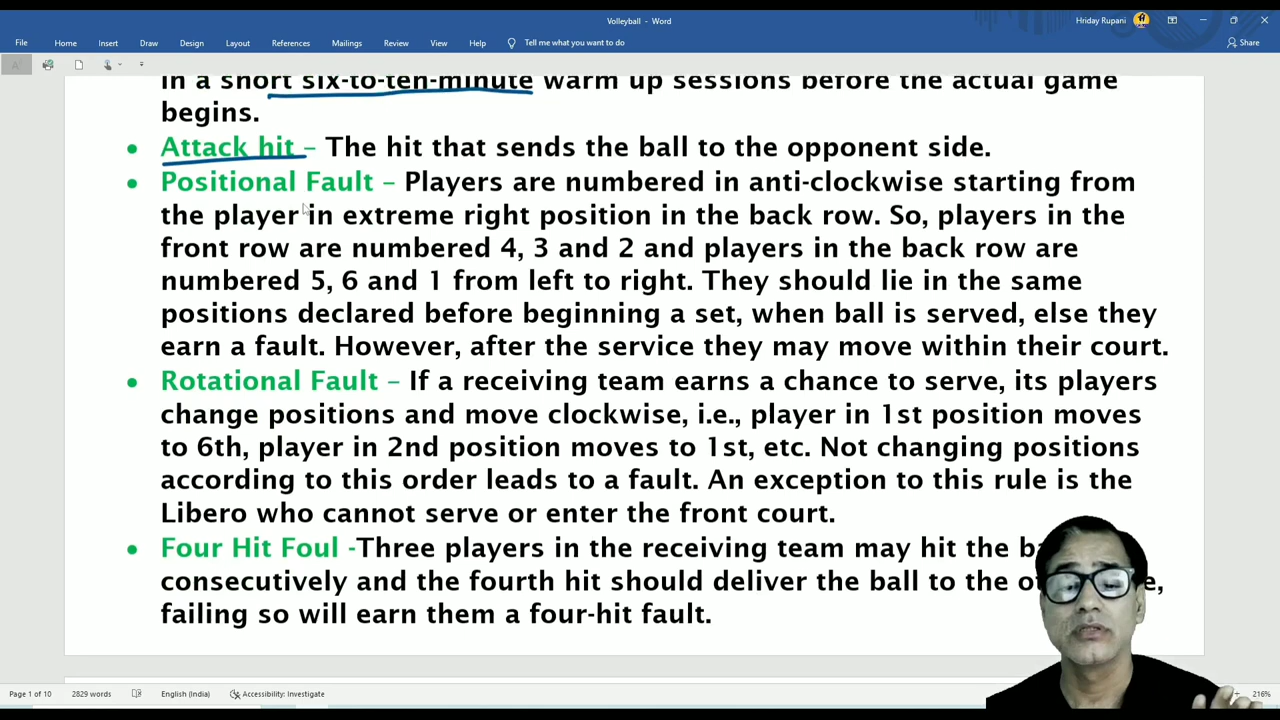 Volleyball - Word
Hriday Rupani
File Home Insert Draw Design Layout References Mailings Review View Help Tell me what you want to do Share
in a short six-to-ten-minute warm up sessions before the actual game
begins.
• Attack hit – The hit that sends the ball to the opponent side.
• Positional Fault – Players are numbered in anti-clockwise starting from
the player in extreme right position in the back row. So, players in the
front row are numbered 4, 3 and 2 and players in the back row are
numbered 5, 6 and 1 from left to right. They should lie in the same
positions declared before beginning a set, when ball is served, else they
earn a fault. However, after the service they may move within their court.
• Rotational Fault – If a receiving team earns a chance to serve, its players
change positions and move clockwise, i.e., player in 1st position moves
to 6th, player in 2nd position moves to 1st, etc. Not changing positions
according to this order leads to a fault. An exception to this rule is the
Libero who cannot serve or enter the front court.
• Four Hit Foul -Three players in the receiving team may hit the
consecutively and the fourth hit should deliver the ball to the
failing so will earn them a four-hit fault.
Page 1 of 10 2829 words English (India) Accessibility: Investigate 216%